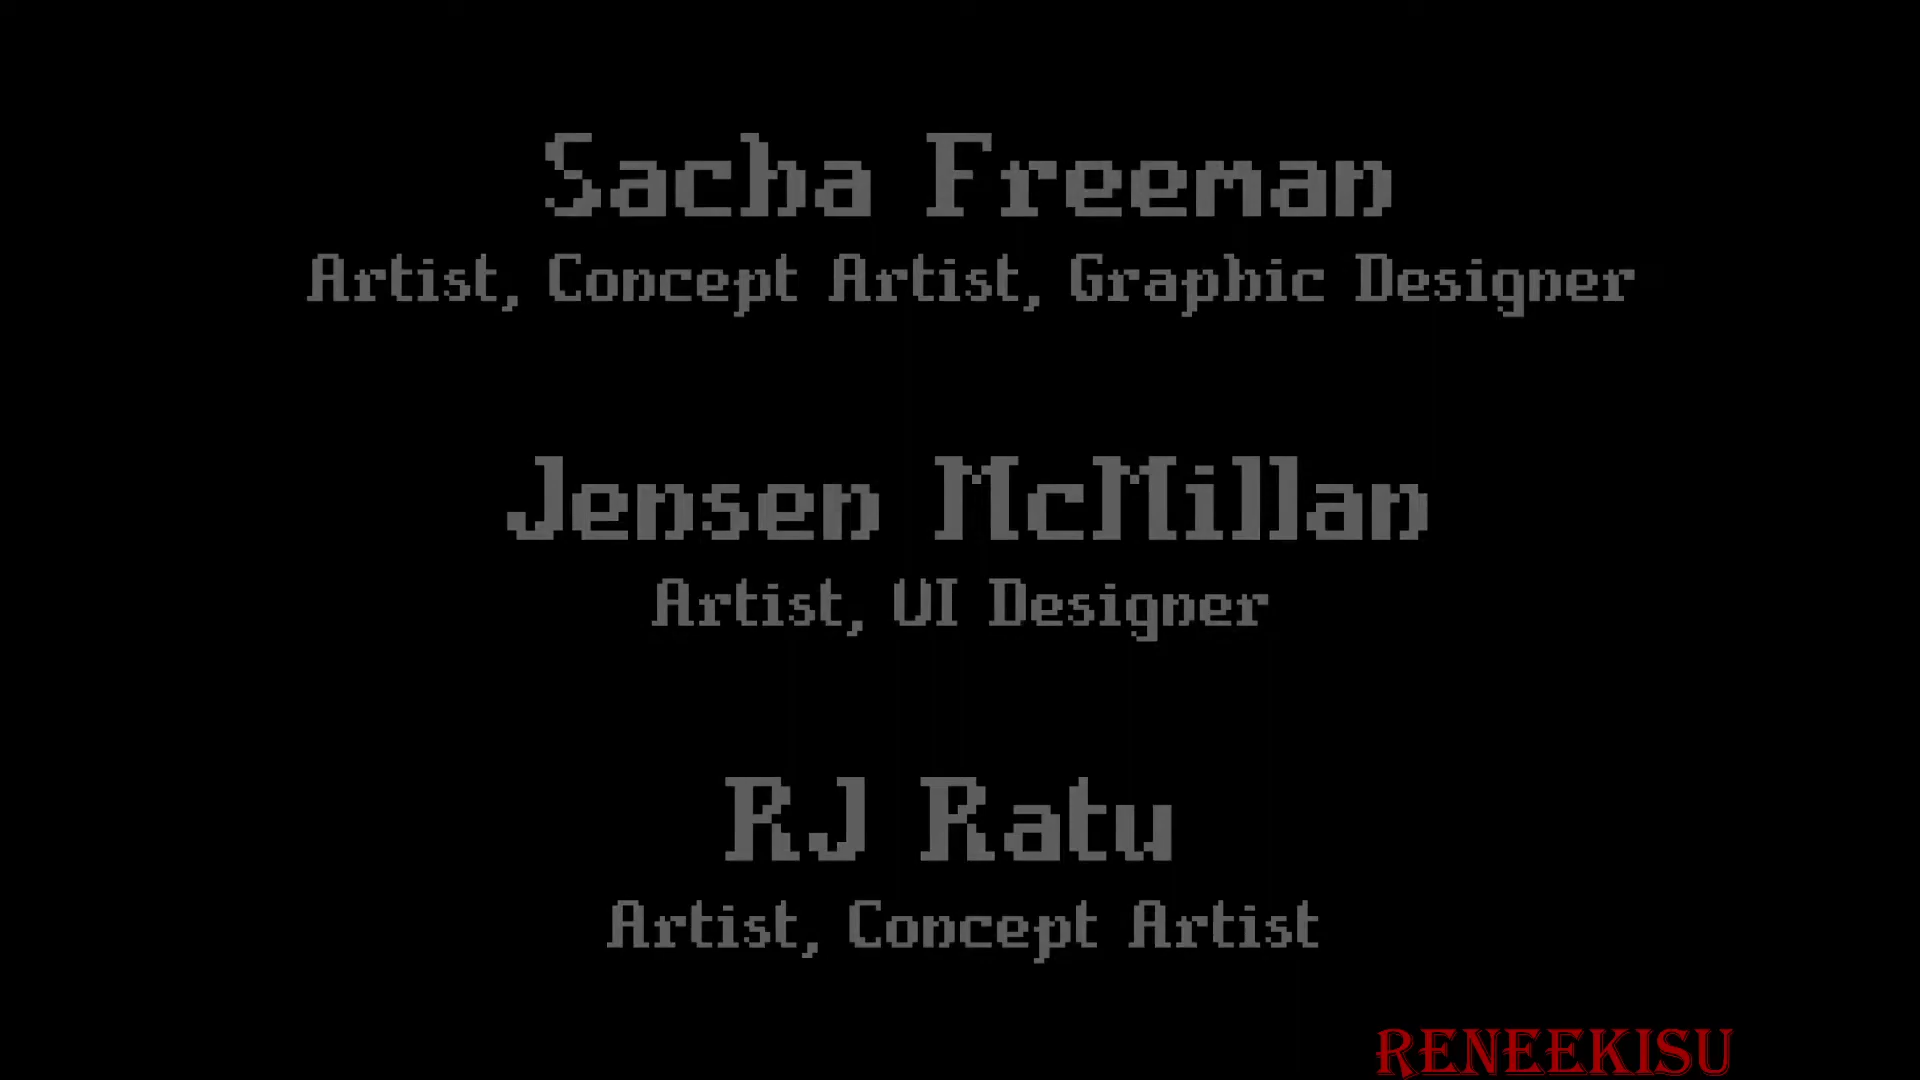 Sacha Freeman
Artist, Concept Artist, Graphic Designer
Jensen McMillan
Artist, UI Designer
RJ Ratu
Artist, Concept Artist
RENEEKISU